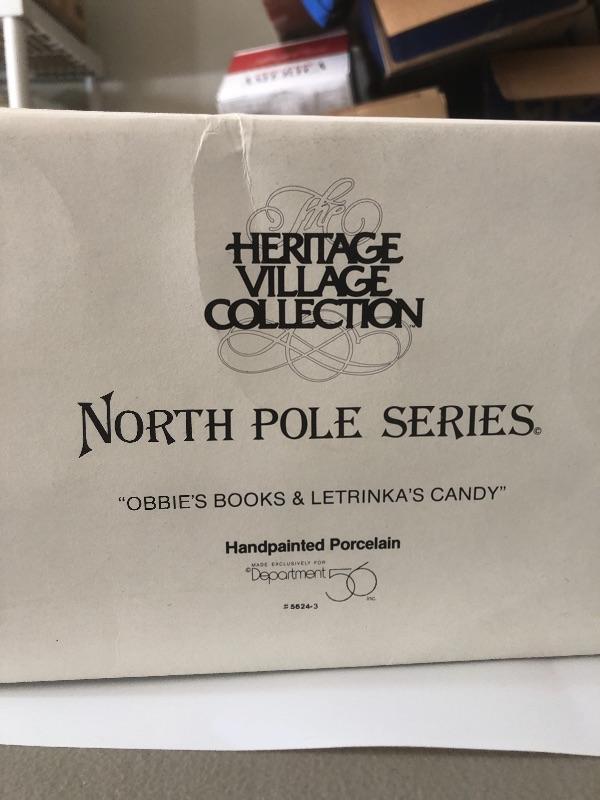 The
HERITAGE
VILLAGE
COLLECTION™
NORTH POLE SERIES©
“OBBIE'S BOOKS & LETRINKA'S CANDY”
Handpainted Porcelain
MADE EXCLUSIVELY FOR
©Department 56 INC.
# 5624-3